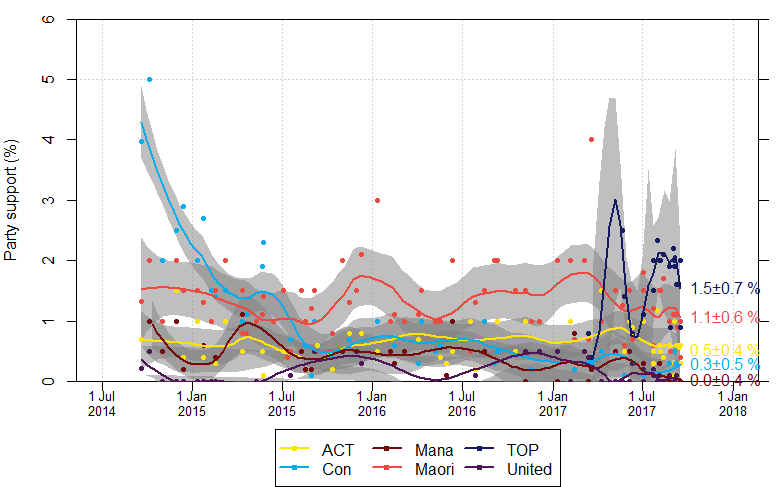 Party support (%)
6
5
4
3
2
1
0
1.5±0.7 %
1.1±0.6 %
0.5±0.4 %
0.3±0.5 %
0.0±0.4 %
1 Jul 1 Jan 1 Jul 1 Jan 1 Jul 1 Jan 1 Jul 1 Jan
2014 2015 2015 2016 2016 2017 2017 2018
ACT Mana TOP
Con Maori United